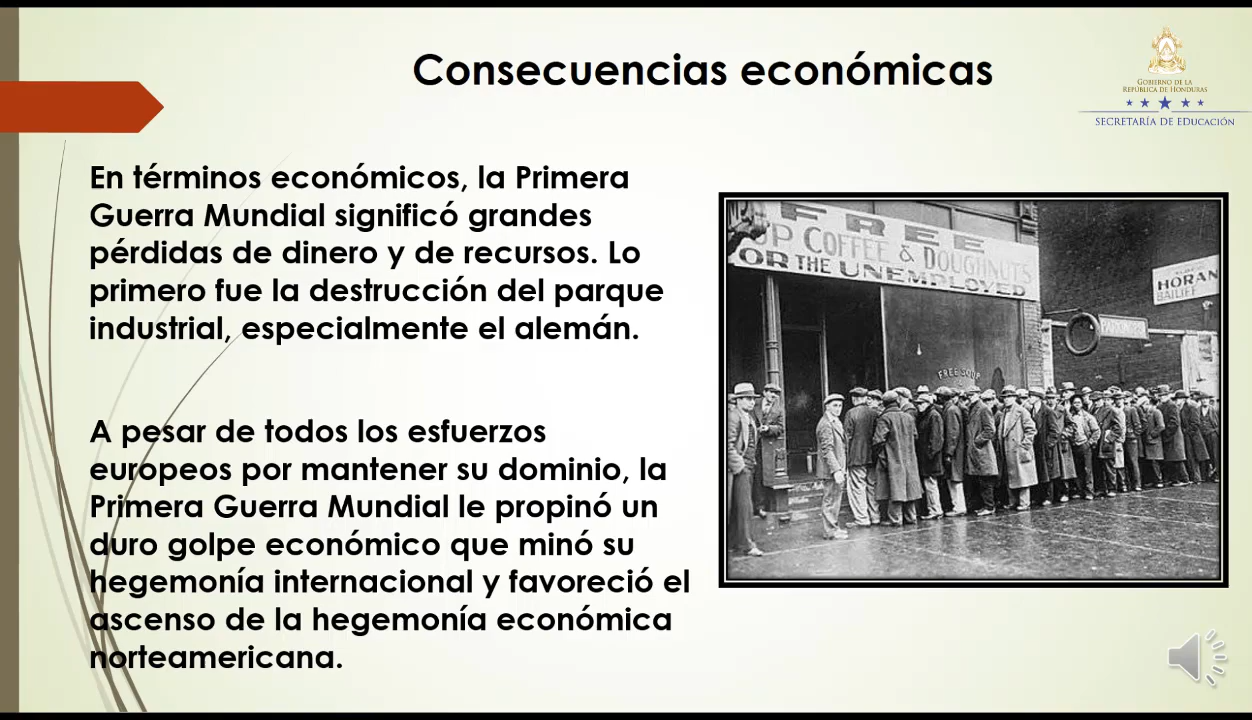 Consecuencias económicas
GOBIERNO DE LA
REPÚBLICA DE HONDURAS
SECRETARÍA DE EDUCACIÓN
En términos económicos, la Primera
Guerra Mundial significó grandes
pérdidas de dinero y de recursos. Lo
primero fue la destrucción del parque
industrial, especialmente el alemán.
A pesar de todos los esfuerzos
europeos por mantener su dominio, la
Primera Guerra Mundial le propinó un
duro golpe económico que minó su
hegemonía internacional y favoreció el
ascenso de la hegemonía económica
norteamericana.
FREE
UP COFFEE & DOUGHNUTS
OR THE UNEMPLOYED
FREE SOUP
HORAN
BAILIFF